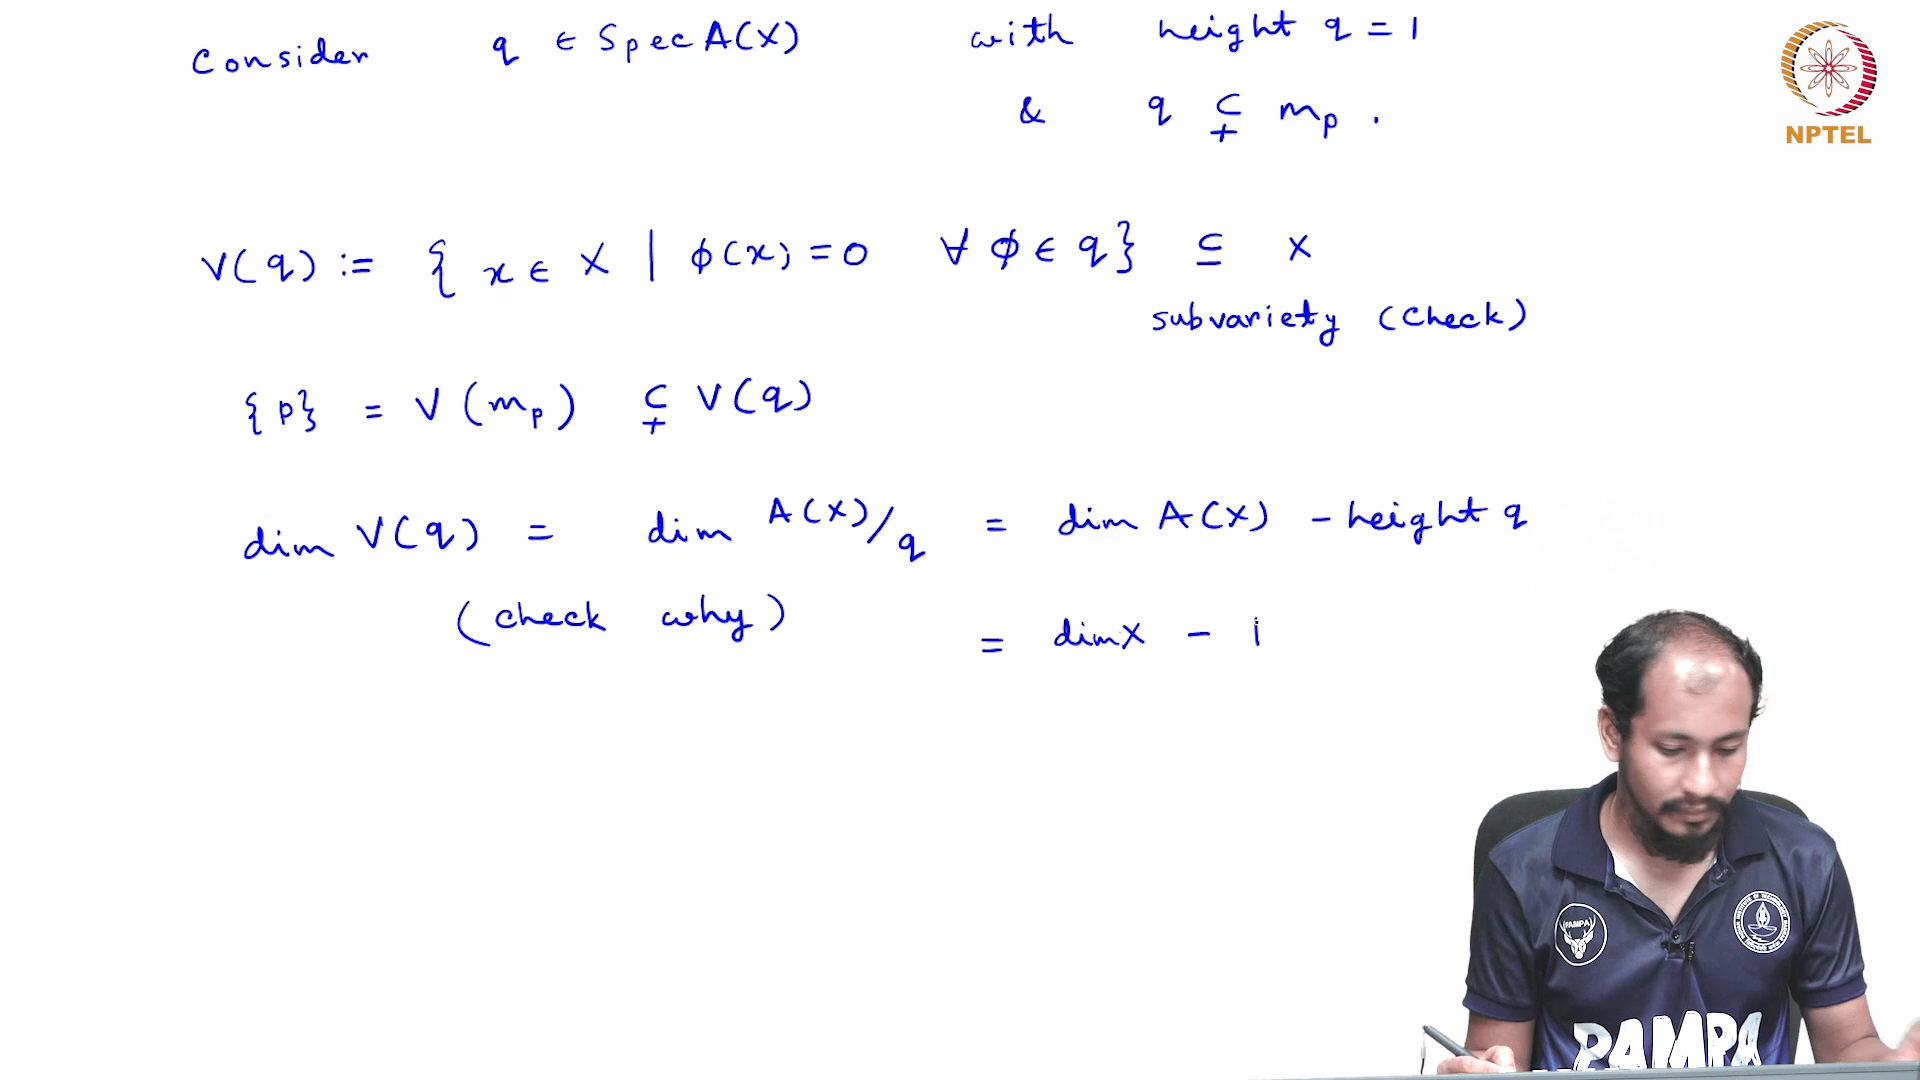 Consider q ∈ Spec A(X) with height q = 1
& q ⊊ m_p .
V(q) := { x ∈ X | φ(x) = 0 ∀ φ ∈ q } ⊆ X
subvariety (check)
{p} = V(m_p) ⊊ V(q)
dim V(q) = dim A(X)/q = dim A(X) - height q
(check why)
= dim X - 1
NPTEL
PAMPA
PAMPA